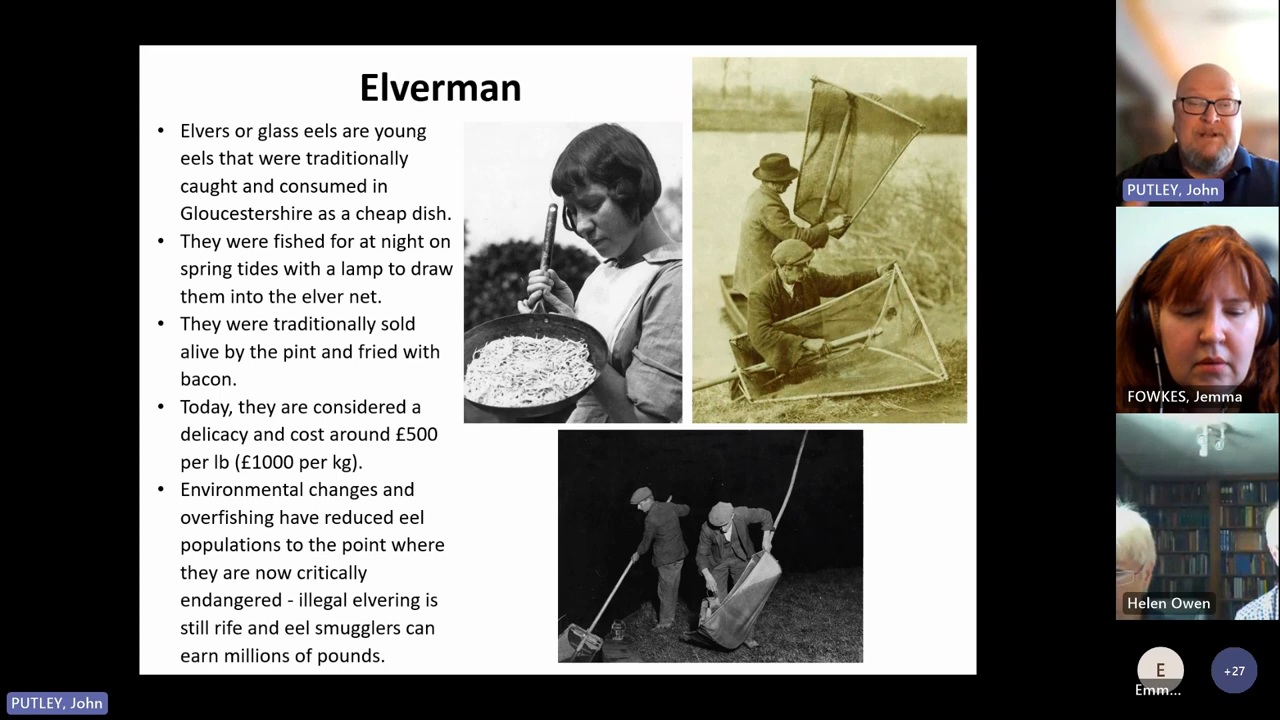 Elverman
• Elvers or glass eels are young
eels that were traditionally
caught and consumed in
Gloucestershire as a cheap dish.
• They were fished for at night on
spring tides with a lamp to draw
them into the elver net.
• They were traditionally sold
alive by the pint and fried with
bacon.
• Today, they are considered a
delicacy and cost around £500
per lb (£1000 per kg).
• Environmental changes and
overfishing have reduced eel
populations to the point where
they are now critically
endangered - illegal elvering is
still rife and eel smugglers can
earn millions of pounds.
PUTLEY, John
FOWKES, Jemma
Helen Owen
E
Emm...
+27
PUTLEY, John